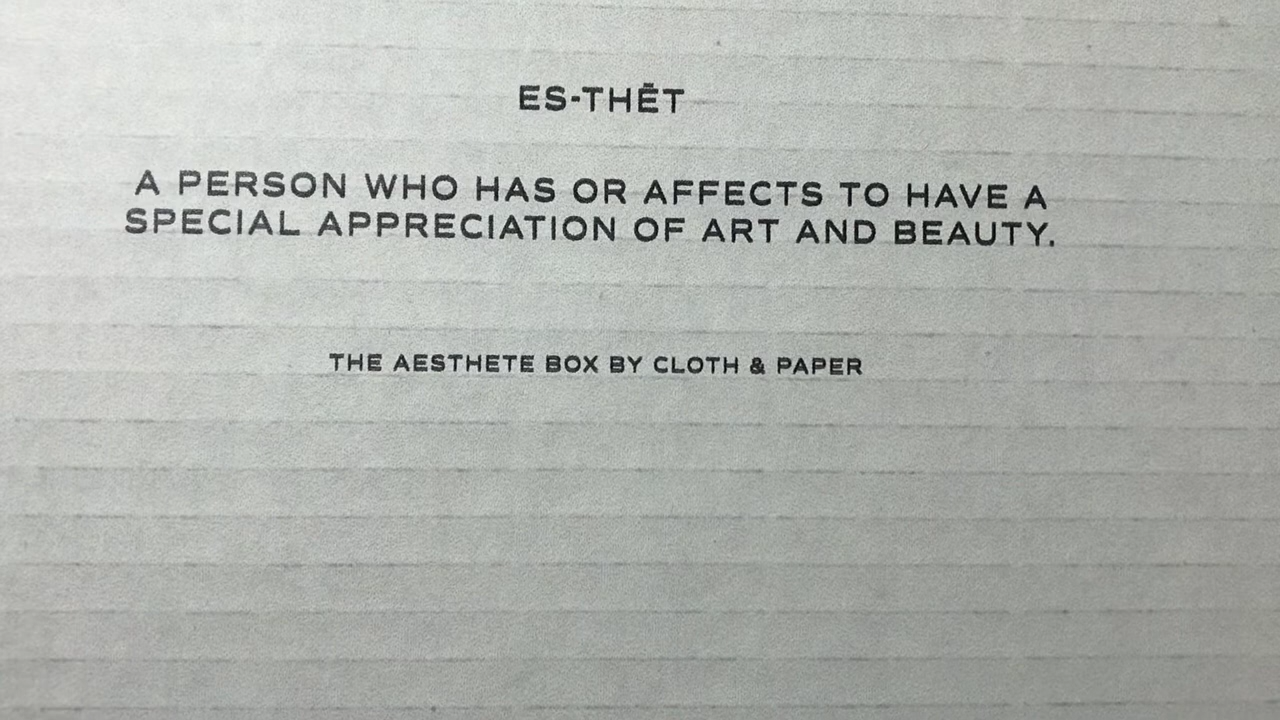 ES-THĒT
A PERSON WHO HAS OR AFFECTS TO HAVE A
SPECIAL APPRECIATION OF ART AND BEAUTY.
THE AESTHETE BOX BY CLOTH & PAPER